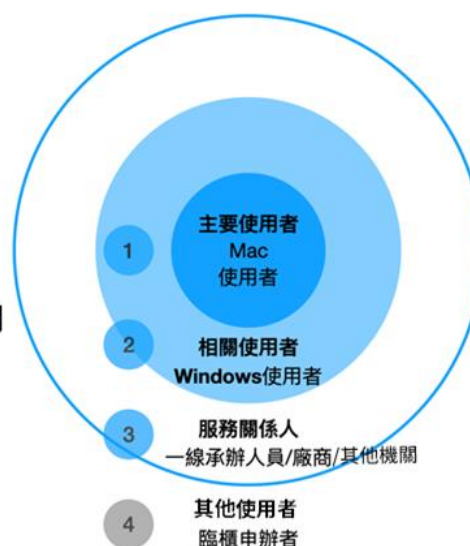 1
主要使用者
Mac
使用者
2
相關使用者
Windows使用者
3
服務關係人
一線承辦人員/廠商/其他機關
4
其他使用者
臨櫃申辦者